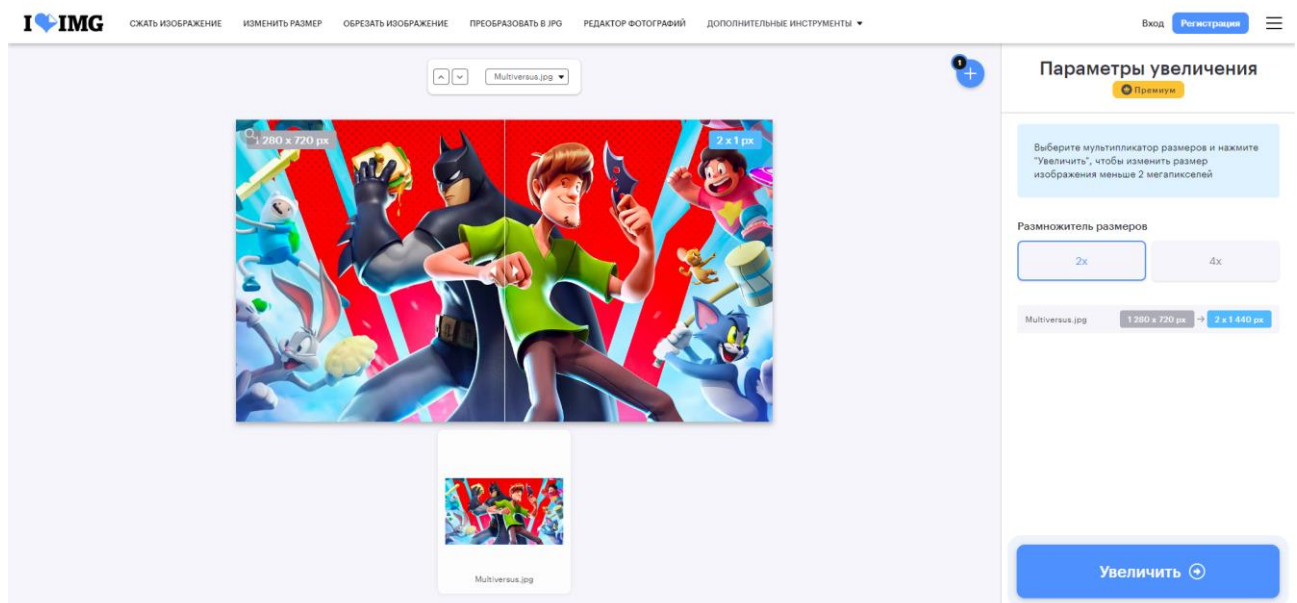 I IMG
СЖАТЬ ИЗОБРАЖЕНИЕ ИЗМЕНИТЬ РАЗМЕР ОБРЕЗАТЬ ИЗОБРАЖЕНИЕ ПРЕОБРАЗОВАТЬ В JPG РЕДАКТОР ФОТОГРАФИЙ ДОПОЛНИТЕЛЬНЫЕ ИНСТРУМЕНТЫ
Вход Регистрация
Multiversus.jpg
1
1 280 x 720 px
2 x 1 px
Multiversus.jpg
Параметры увеличения
Премиум
Выберите мультипликатор размеров и нажмите
"Увеличить", чтобы изменить размер
изображения меньше 2 мегапикселей
Размножитель размеров
2x 4x
Multiversus.jpg 1 280 x 720 px → 2 x 1 440 px
Увеличить